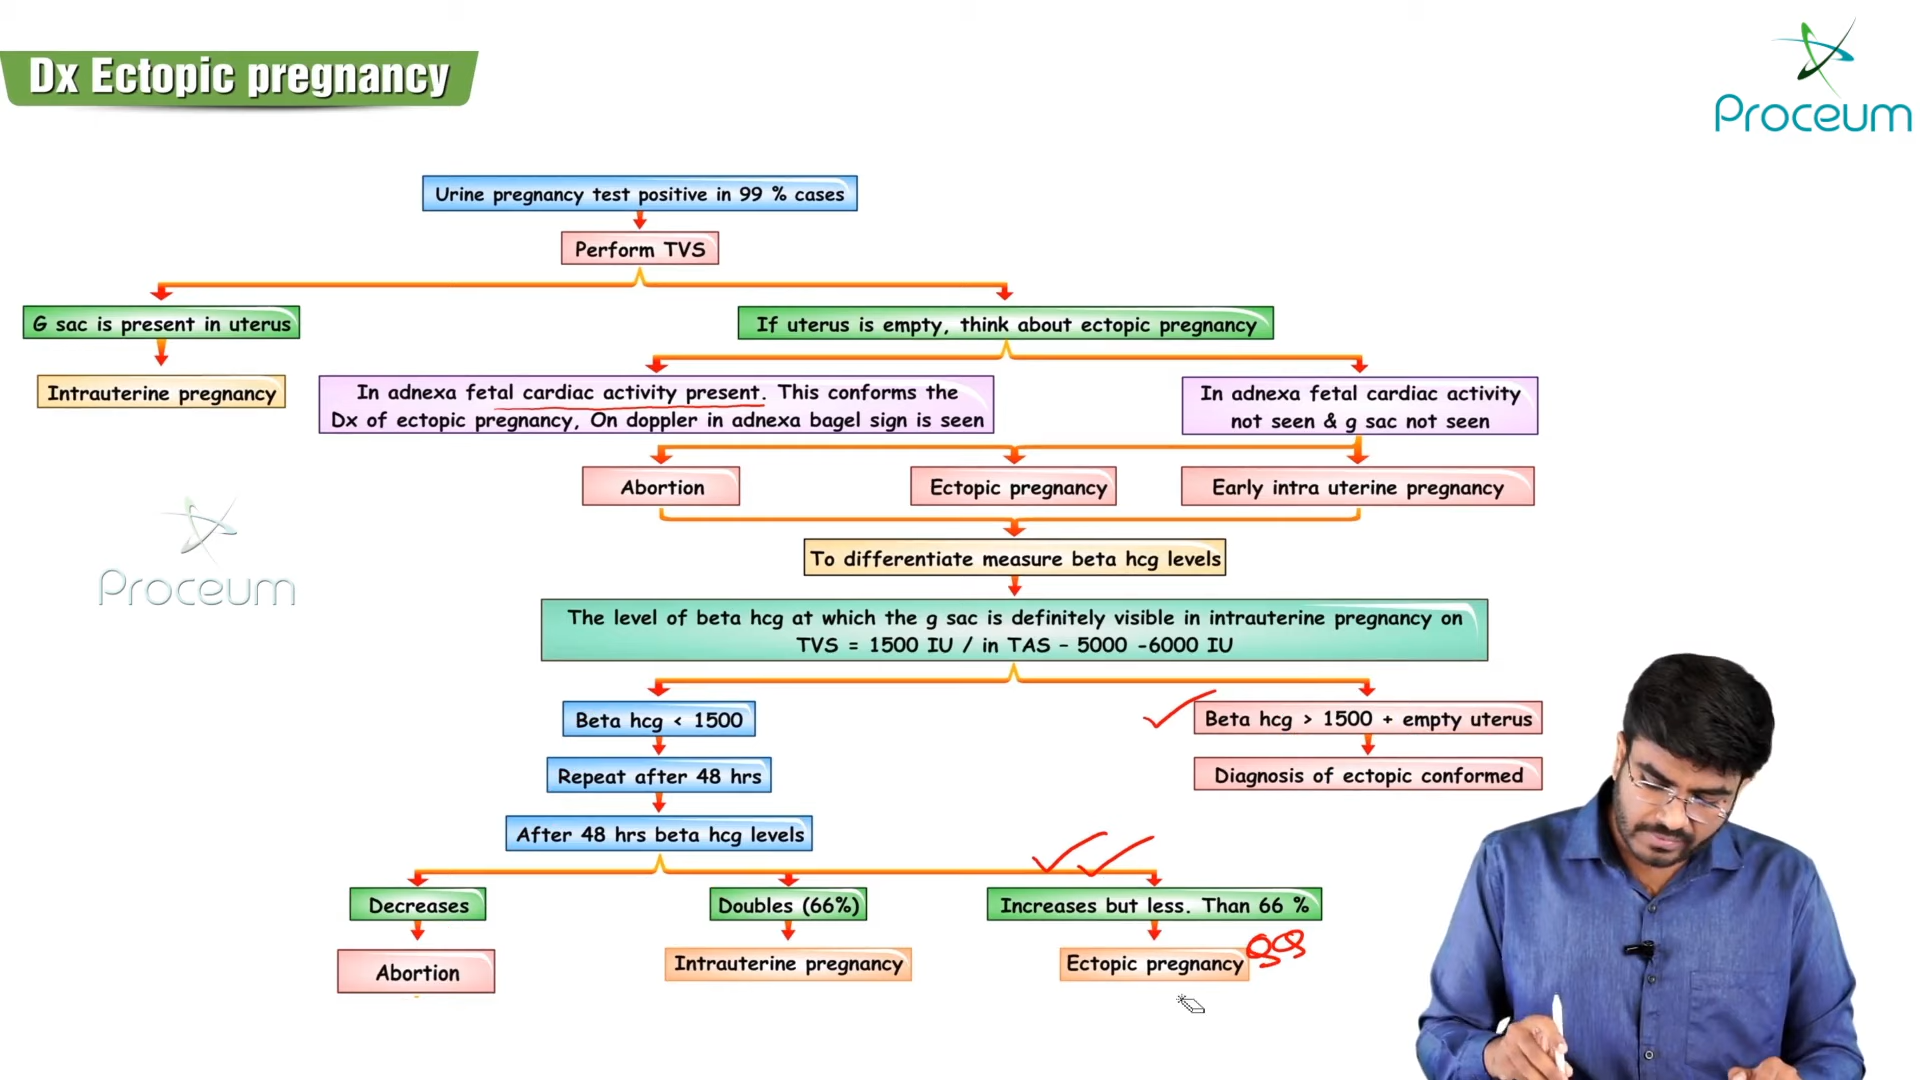 Dx Ectopic pregnancy
Proceum
Urine pregnancy test positive in 99 % cases
Perform TVS
G sac is present in uterus
If uterus is empty, think about ectopic pregnancy
Intrauterine pregnancy
In adnexa fetal cardiac activity present. This conforms the
Dx of ectopic pregnancy, On doppler in adnexa bagel sign is seen
In adnexa fetal cardiac activity
not seen & g sac not seen
Abortion
Ectopic pregnancy
Early intra uterine pregnancy
To differentiate measure beta hcg levels
Proceum
The level of beta hcg at which the g sac is definitely visible in intrauterine pregnancy on
TVS = 1500 IU / in TAS - 5000 -6000 IU
Beta hcg < 1500
Beta hcg > 1500 + empty uterus
Repeat after 48 hrs
Diagnosis of ectopic conformed
After 48 hrs beta hcg levels
Decreases
Doubles (66%)
Increases but less. Than 66 %
Abortion
Intrauterine pregnancy
Ectopic pregnancy